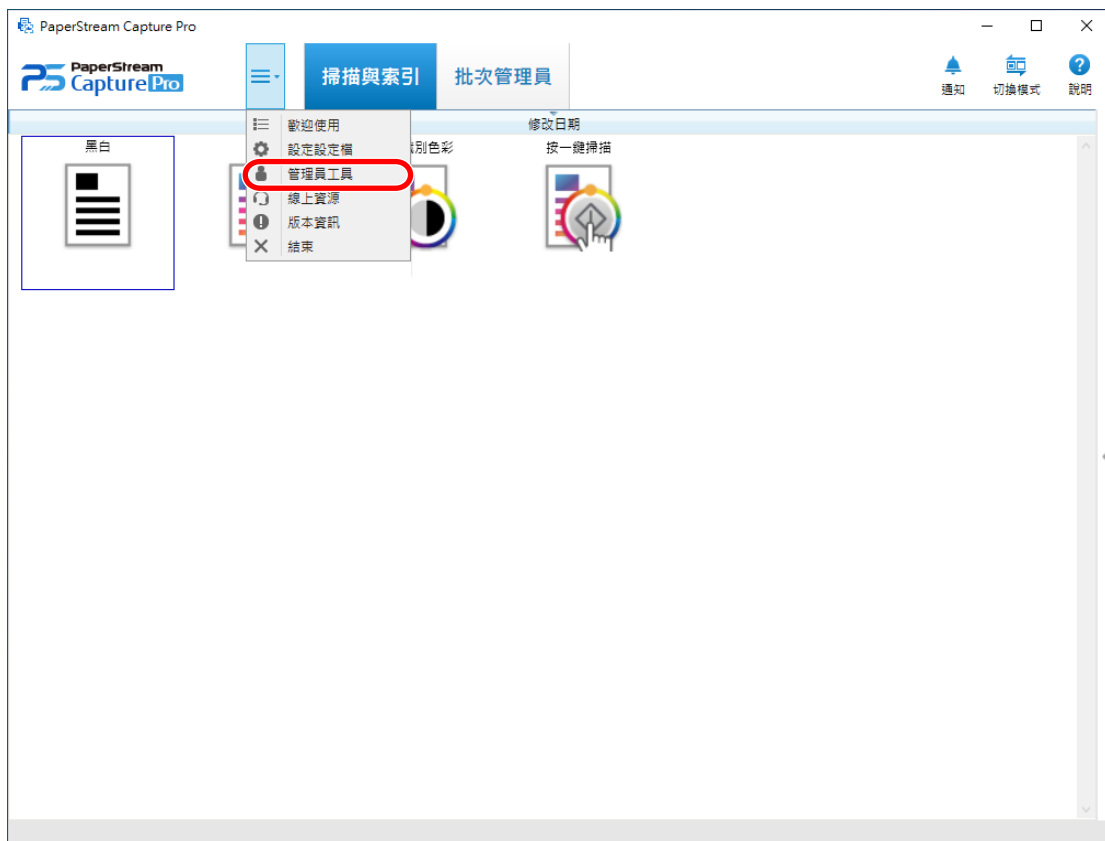 PaperStream Capture Pro
PaperStream
Capture Pro
掃描與索引
批次管理員
通知
切換模式
說明
修改日期
歡迎使用
設定設定檔
管理員工具
線上資源
版本資訊
結束
黑白
別色彩
按一鍵掃描